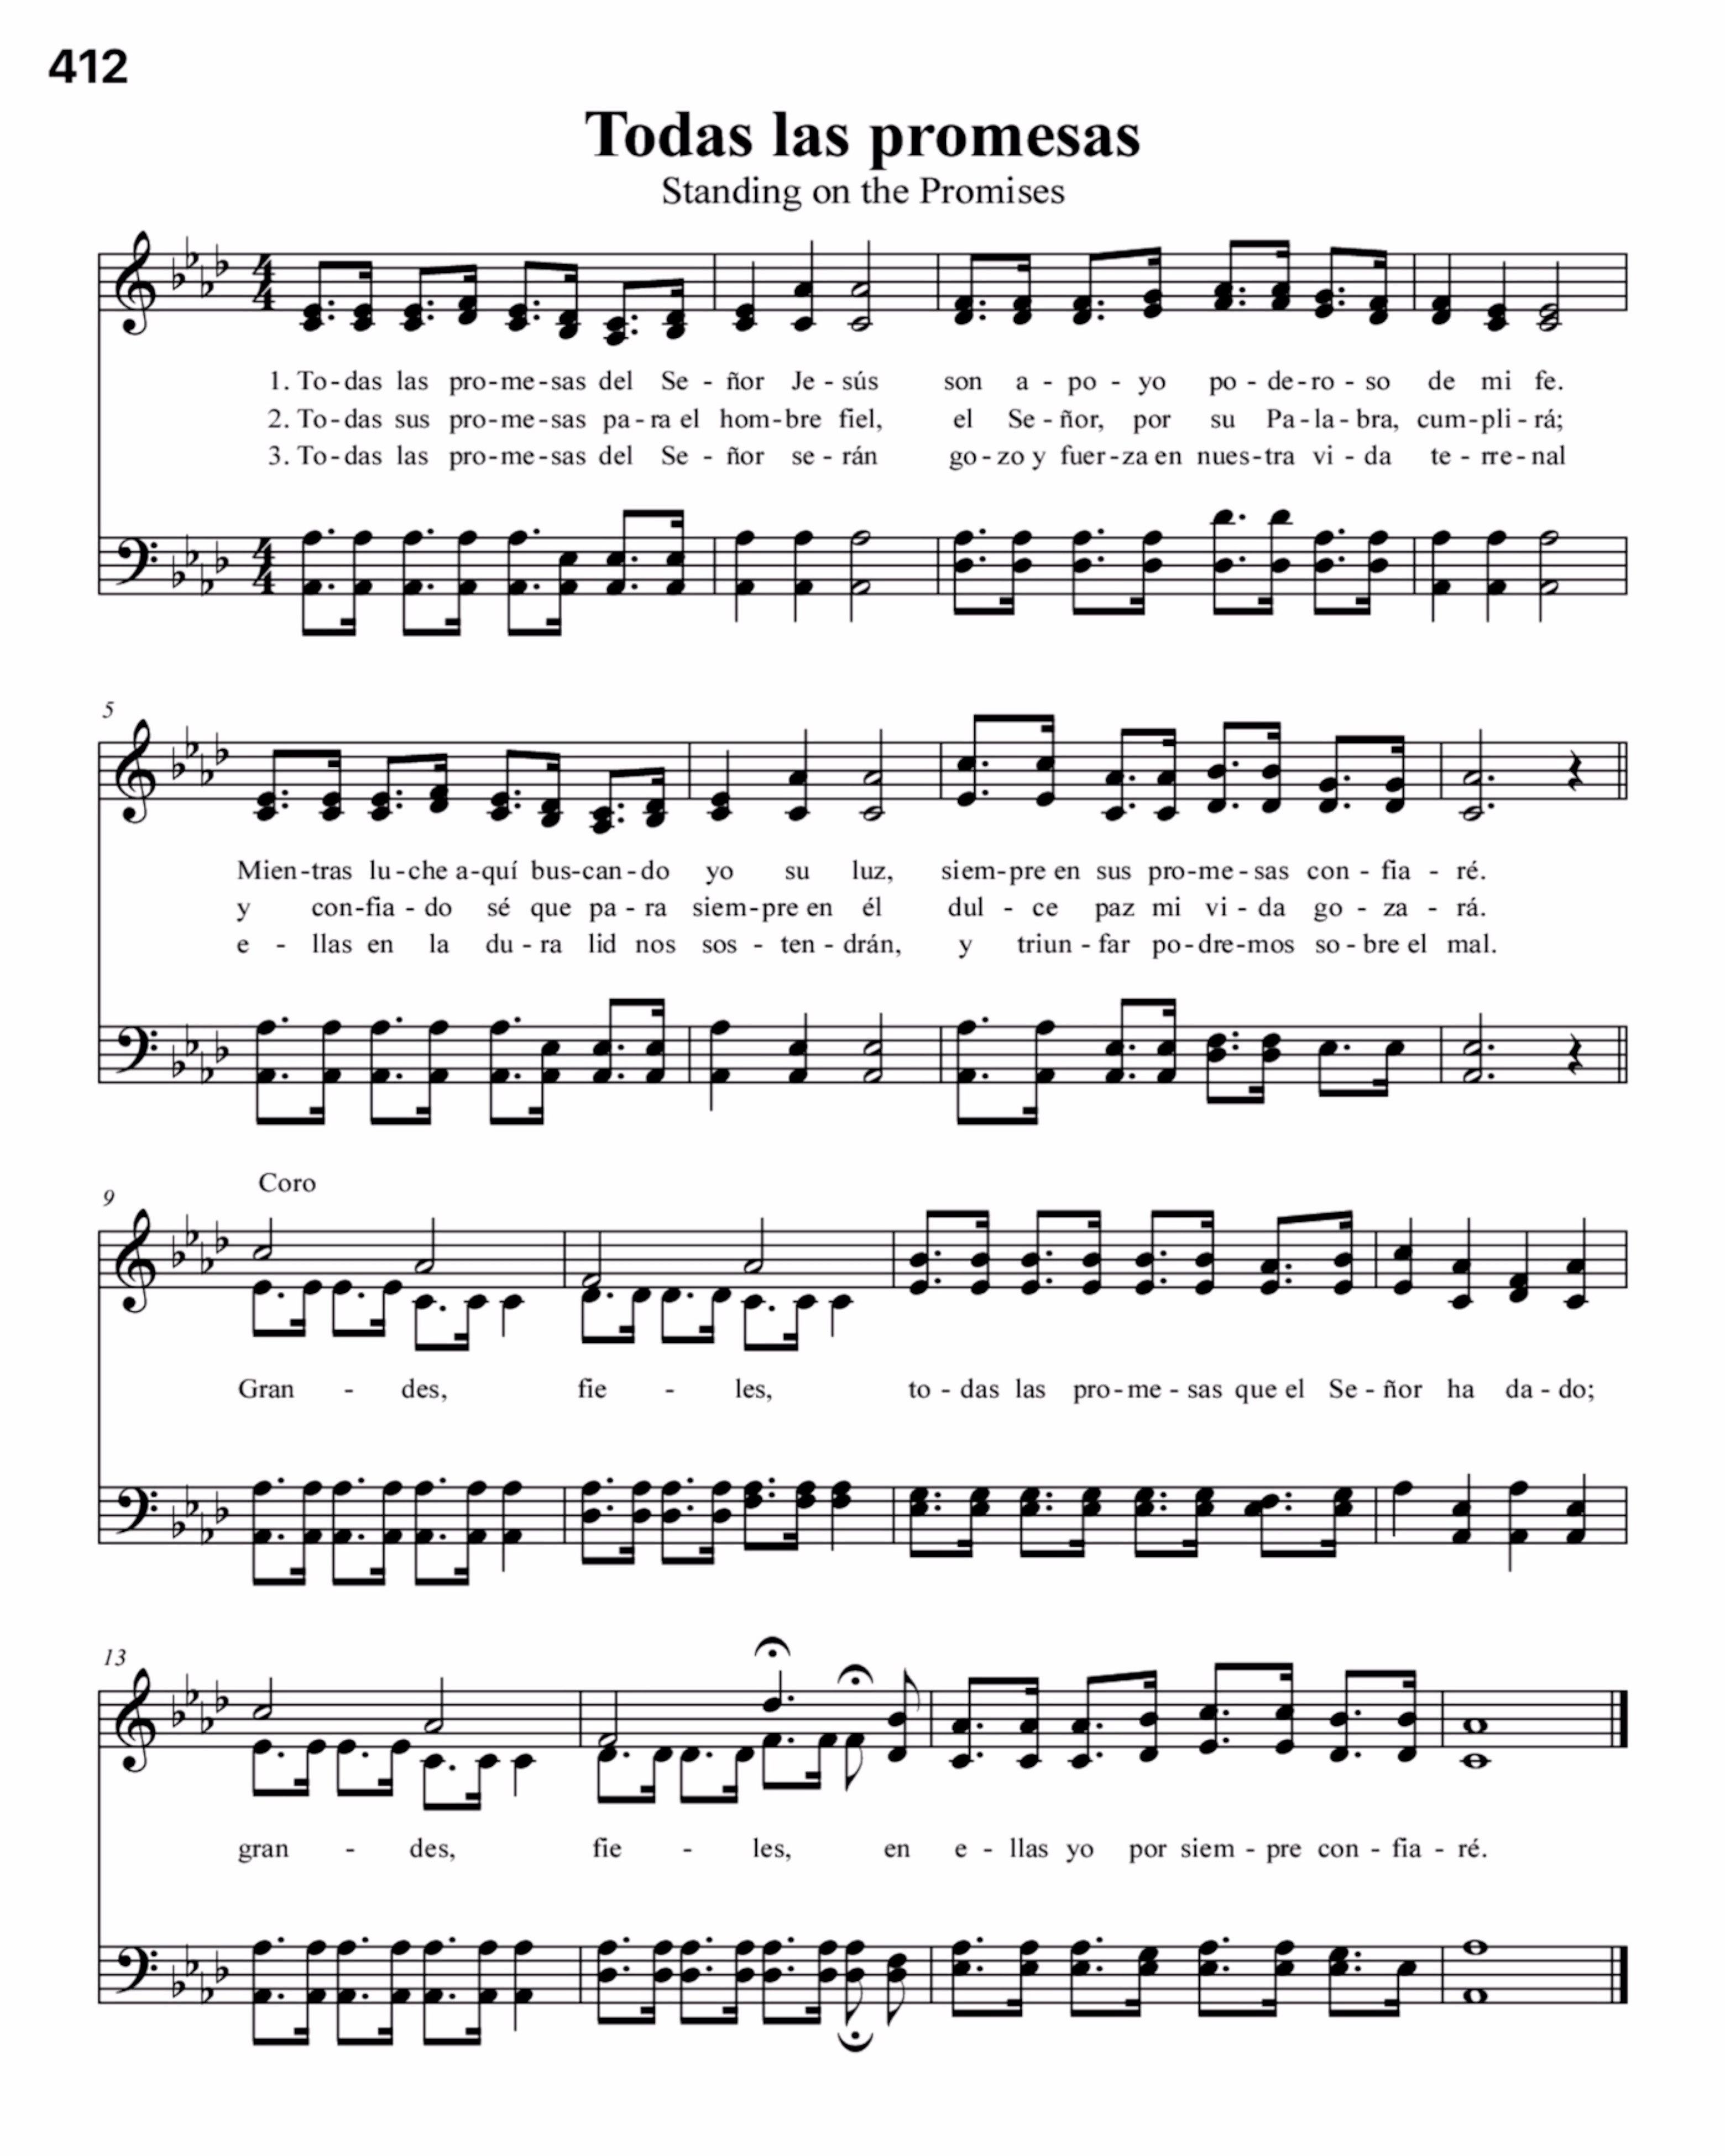 412
Todas las promesas
Standing on the Promises
1. To-das las pro-me-sas del Se - ñor Je - sús son a - po - yo po - de-ro - so de mi fe.
2. To-das sus pro-me-sas pa-ra el hom-bre fiel, el Se - ñor, por su Pa-la-bra, cum-pli-rá;
3. To-das las pro-me-sas del Se - ñor se - rán go-zo y fuer-za en nues-tra vi - da te - rre-nal
5
Mien-tras lu-che a-quí bus-can-do yo su luz, siem-pre en sus pro-me-sas con - fia - ré.
y con-fia - do sé que pa - ra siem-pre en él dul - ce paz mi vi - da go - za - rá.
e - llas en la du - ra lid nos sos - ten - drán, y triun - far po-dre-mos so - bre el mal.
Coro
9
Gran - des, fie - les, to - das las pro-me - sas que el Se - ñor ha da - do;
13
gran - des, fie - les, en e - llas yo por siem - pre con - fia - ré.